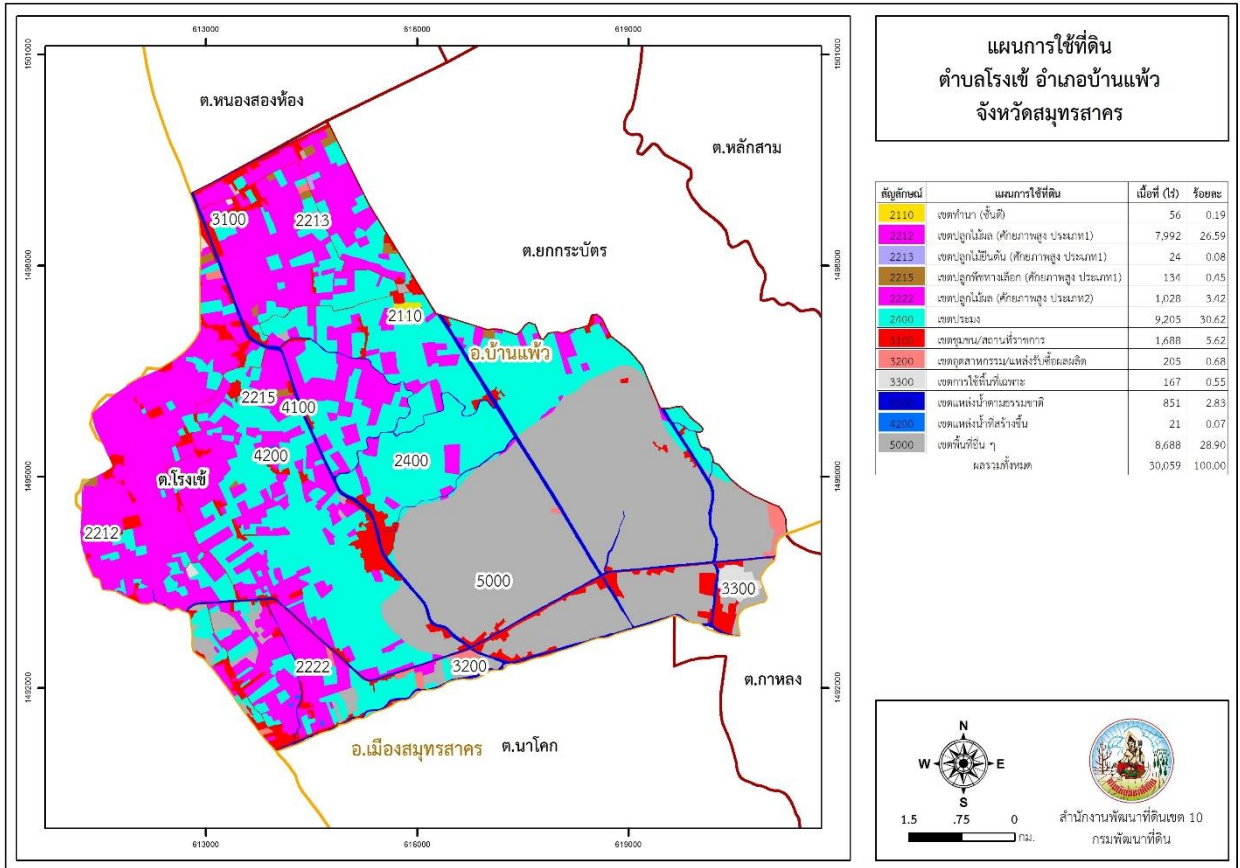 613000 616000 619000
1501000 1501000
ต.หนองสองห้อง
ต.หลักสาม
3100 2213
ต.ยกกระบัตร
1498000 1498000
2110
อ.บ้านแพ้ว
2215
4100
4200 2400
ต.โรงเข้
1495000 1495000
2212
5000
3300
2222 3200
ต.กาหลง
1492000 1492000
อ.เมืองสมุทรสาคร ต.นาโคก
613000 616000 619000
แผนการใช้ที่ดิน
ตำบลโรงเข้ อำเภอบ้านแพ้ว
จังหวัดสมุทรสาคร
สัญลักษณ์ แผนการใช้ที่ดิน เนื้อที่ (ไร่) ร้อยละ
2110 เขตทำนา (ชั้นดี) 56 0.19
2212 เขตปลูกไม้ผล (ศักยภาพสูง ประเภท1) 7,992 26.59
2213 เขตปลูกไม้ยืนต้น (ศักยภาพสูง ประเภท1) 24 0.08
2215 เขตปลูกพืชทางเลือก (ศักยภาพสูง ประเภท1) 134 0.45
2222 เขตปลูกไม้ผล (ศักยภาพสูง ประเภท2) 1,028 3.42
2400 เขตประมง 9,205 30.62
3100 เขตชุมชน/สถานที่ราชการ 1,688 5.62
3200 เขตอุตสาหกรรม/แหล่งรับซื้อผลผลิต 205 0.68
3300 เขตการใช้พื้นที่เฉพาะ 167 0.55
เขตแหล่งน้ำตามธรรมชาติ 851 2.83
4200 เขตแหล่งน้ำที่สร้างขึ้น 21 0.07
5000 เขตพื้นที่อื่น ๆ 8,688 28.90
ผลรวมทั้งหมด 30,059 100.00
N
W E
S
1.5 .75 0
กม.
สำนักงานพัฒนาที่ดินเขต 10
กรมพัฒนาที่ดิน